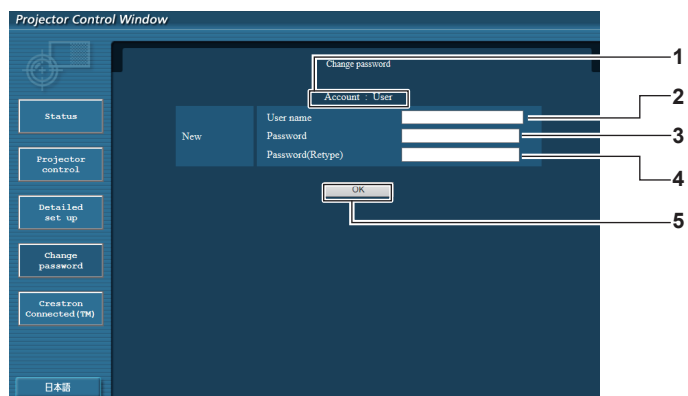 Projector Control Window
Change password
Account : User
New
User name
Password
Password(Retype)
OK
Status
Projector
control
Detailed
set up
Change
password
Crestron
Connected(TM)
日本語
1
2
3
4
5